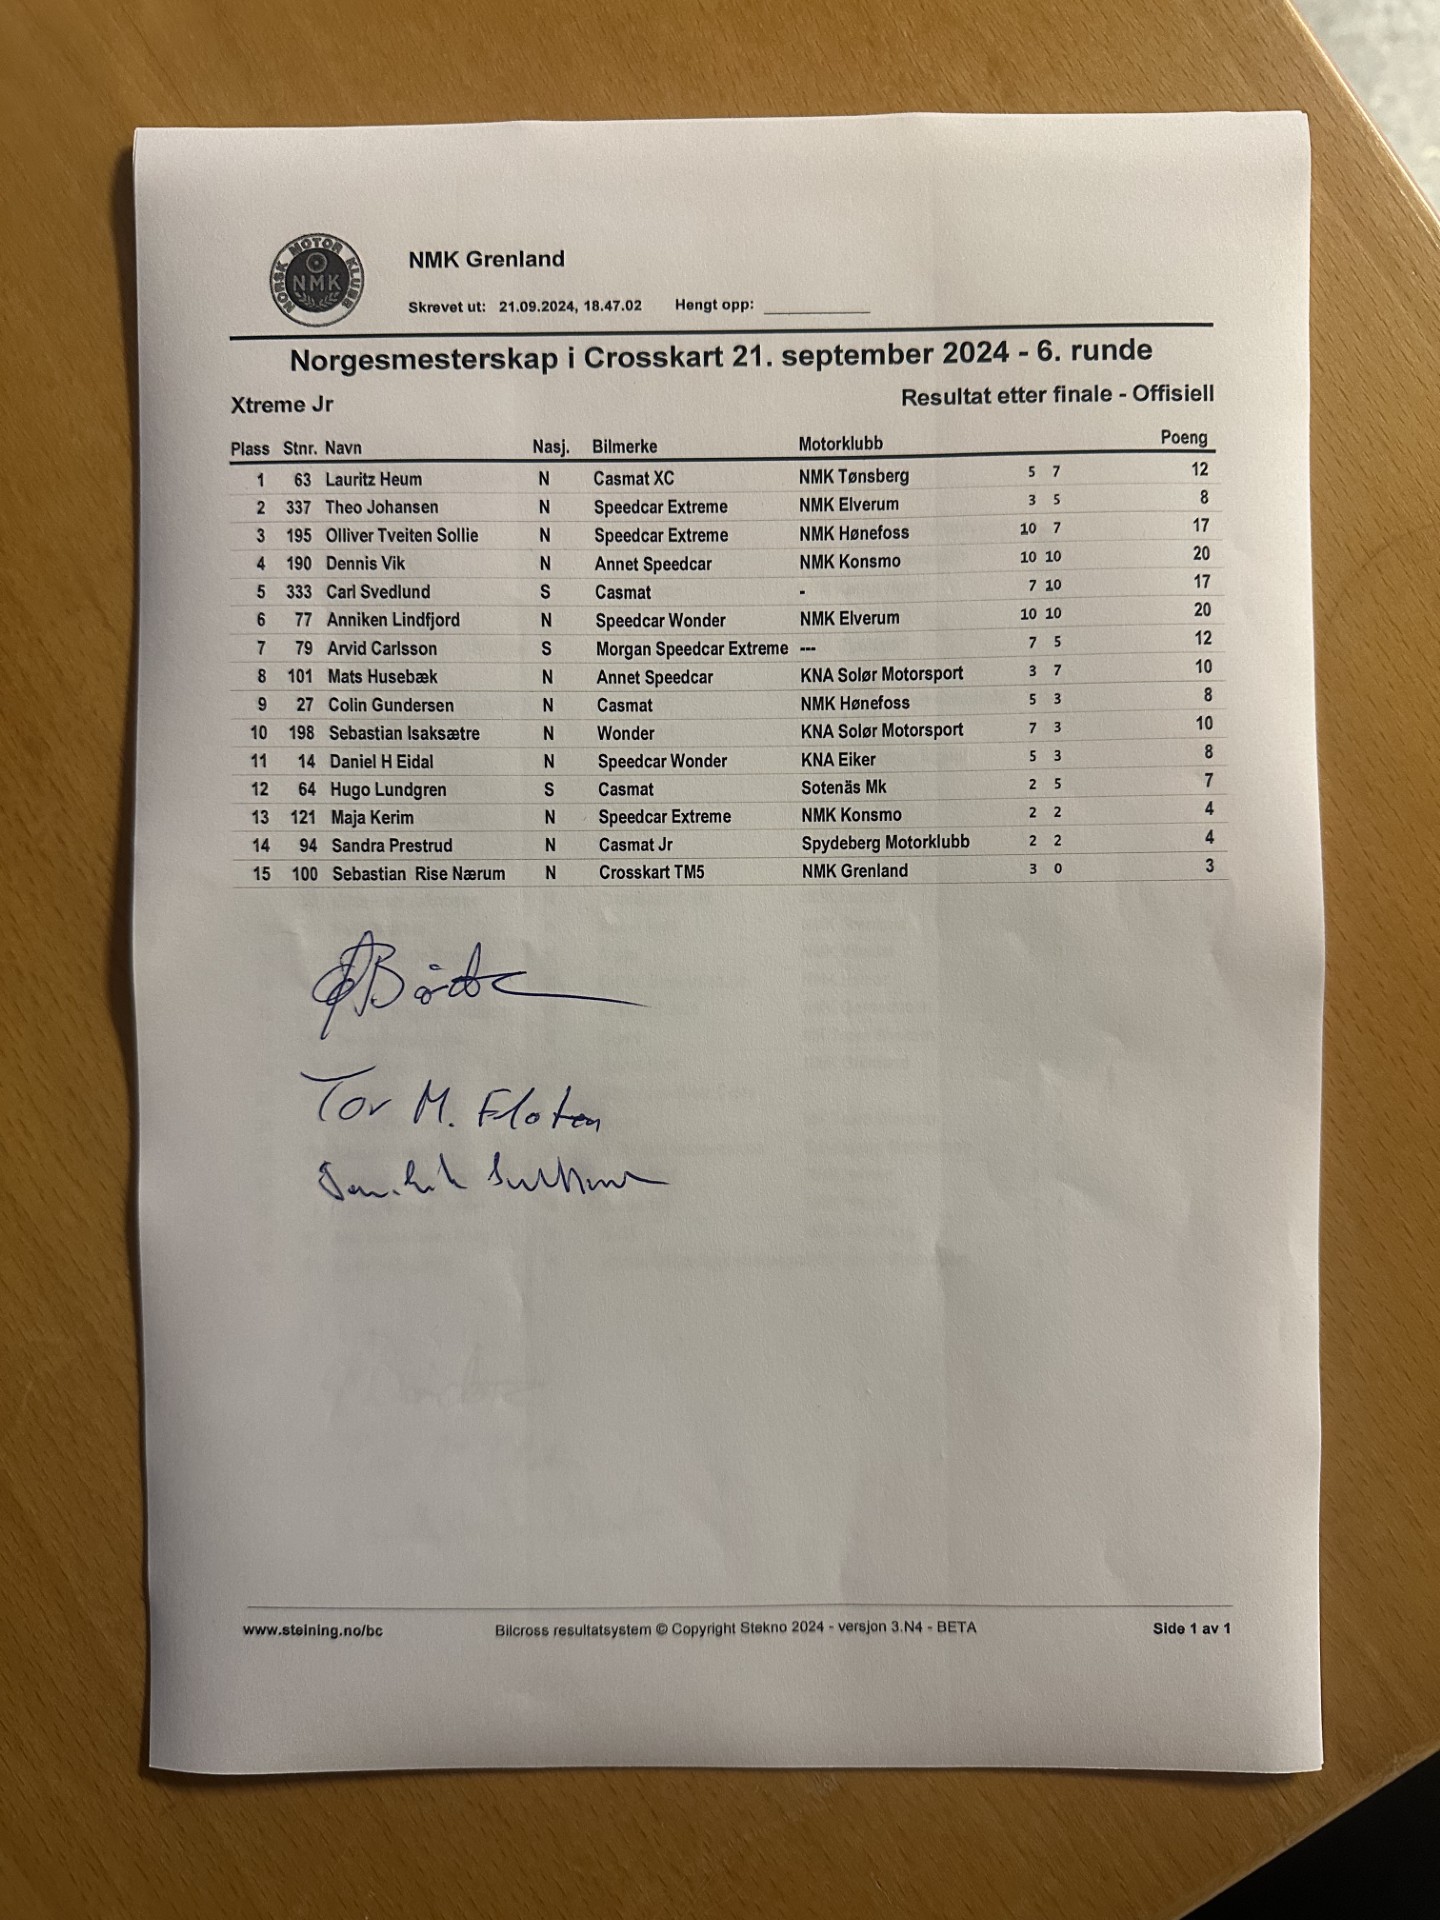 NORSK MOTOR KLUBB
NMK
NMK Grenland
Skrevet ut: 21.09.2024, 18.47.02 Hengt opp: ___________
Norgesmesterskap i Crosskart 21. september 2024 - 6. runde
Xtreme Jr Resultat etter finale - Offisiell
Plass Stnr. Navn Nasj. Bilmerke Motorklubb Poeng
1 63 Lauritz Heum N Casmat XC NMK Tønsberg 5 7 12
2 337 Theo Johansen N Speedcar Extreme NMK Elverum 3 5 8
3 195 Olliver Tveiten Sollie N Speedcar Extreme NMK Hønefoss 10 7 17
4 190 Dennis Vik N Annet Speedcar NMK Konsmo 10 10 20
5 333 Carl Svedlund S Casmat - 7 10 17
6 77 Anniken Lindfjord N Speedcar Wonder NMK Elverum 10 10 20
7 79 Arvid Carlsson S Morgan Speedcar Extreme --- 7 5 12
8 101 Mats Husebæk N Annet Speedcar KNA Solør Motorsport 3 7 10
9 27 Colin Gundersen N Casmat NMK Hønefoss 5 3 8
10 198 Sebastian Isaksætre N Wonder KNA Solør Motorsport 7 3 10
11 14 Daniel H Eidal N Speedcar Wonder KNA Eiker 5 3 8
12 64 Hugo Lundgren S Casmat Sotenäs Mk 2 5 7
13 121 Maja Kerim N Speedcar Extreme NMK Konsmo 2 2 4
14 94 Sandra Prestrud N Casmat Jr Spydeberg Motorklubb 2 2 4
15 100 Sebastian Rise Nærum N Crosskart TM5 NMK Grenland 3 0 3
Tor M. Floten
www.steining.no/bc Bilcross resultatsystem © Copyright Stekno 2024 - versjon 3.N4 - BETA Side 1 av 1